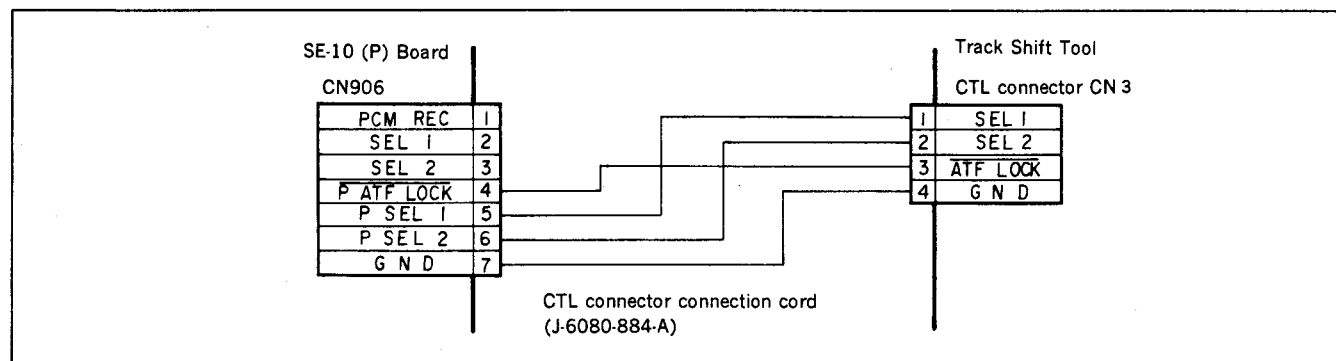 SE-10 (P) Board
CN906
PCM REC 1
SEL 1 2
SEL 2 3
P ATF LOCK 4
P SEL 1 5
P SEL 2 6
GND 7
Track Shift Tool
CTL connector CN 3
1 SEL 1
2 SEL 2
3 ATF LOCK
4 GND
CTL connector connection cord
(J-6080-884-A)